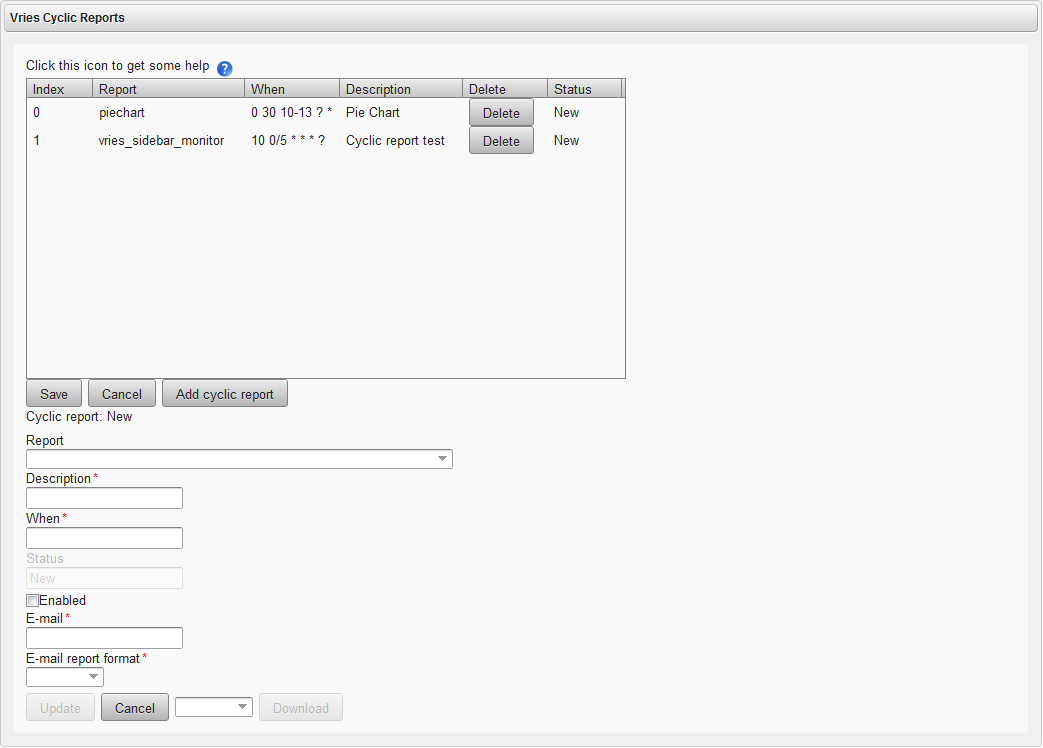 Vries Cyclic Reports
Click this icon to get some help ?
Index Report When Description Delete Status
0 piechart 0 30 10-13 ? * Pie Chart Delete New
1 vries_sidebar_monitor 10 0/5 * * * ? Cyclic report test Delete New
Save Cancel Add cyclic report
Cyclic report: New
Report
Description *
When *
Status
New
Enabled
E-mail *
E-mail report format *
Update Cancel Download